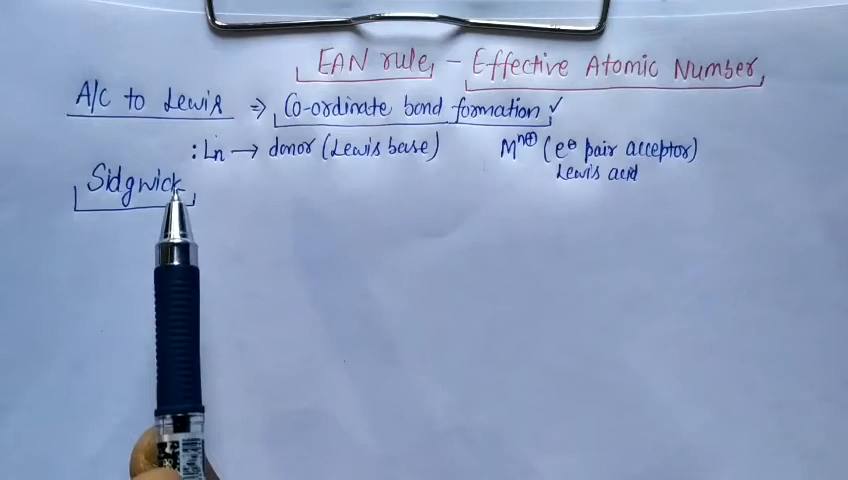 EAN rule - Effective Atomic Number
A/C to Lewis ⇒ Co-ordinate bond formation ✓
:Ln → donor (Lewis base) Mn⊕ (e⊖ pair acceptor)
Lewis acid
Sidgwick